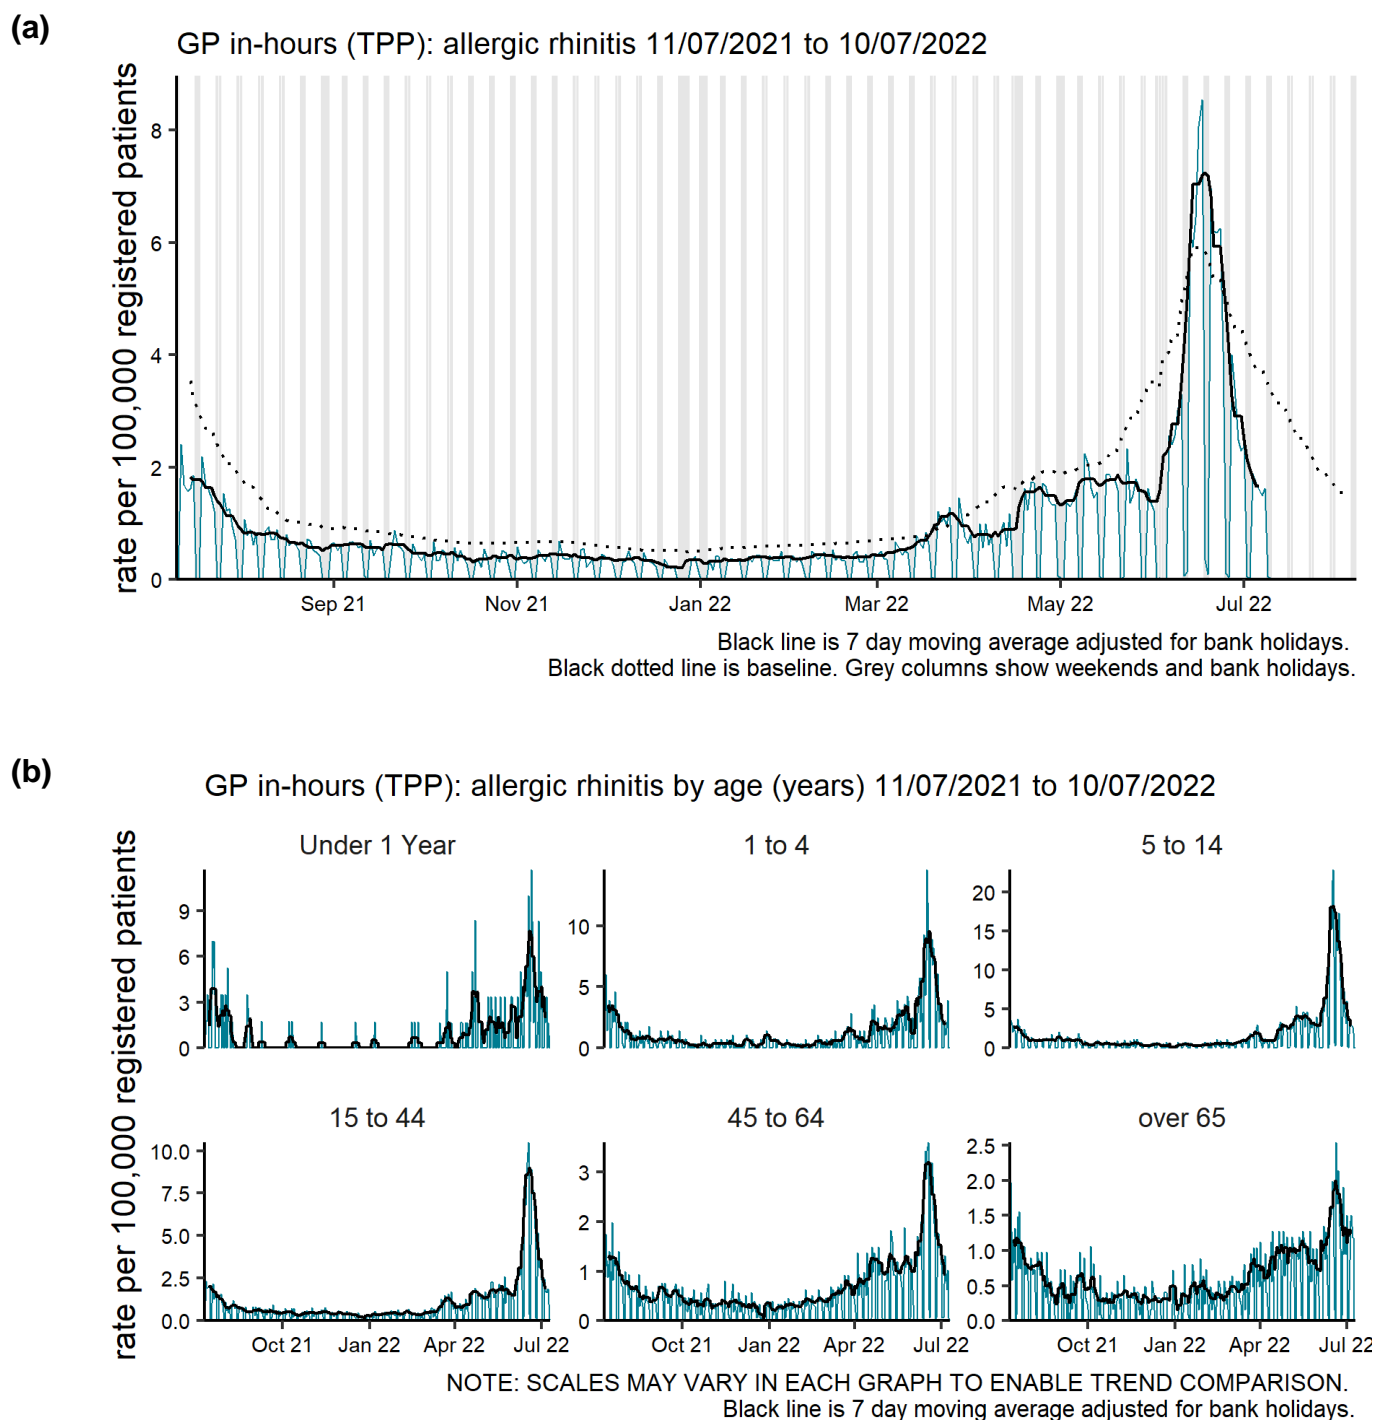 (a)
GP in-hours (TPP): allergic rhinitis 11/07/2021 to 10/07/2022
rate per 100,000 registered patients
8
6
4
2
0
Sep 21 Nov 21 Jan 22 Mar 22 May 22 Jul 22
Black line is 7 day moving average adjusted for bank holidays.
Black dotted line is baseline. Grey columns show weekends and bank holidays.
(b)
GP in-hours (TPP): allergic rhinitis by age (years) 11/07/2021 to 10/07/2022
rate per 100,000 registered patients
Under 1 Year
9
6
3
0
1 to 4
10
5
0
5 to 14
20
15
10
5
0
15 to 44
10.0
7.5
5.0
2.5
0.0
Oct 21 Jan 22 Apr 22 Jul 22
45 to 64
3
2
1
0
Oct 21 Jan 22 Apr 22 Jul 22
over 65
2.5
2.0
1.5
1.0
0.5
0.0
Oct 21 Jan 22 Apr 22 Jul 22
NOTE: SCALES MAY VARY IN EACH GRAPH TO ENABLE TREND COMPARISON.
Black line is 7 day moving average adjusted for bank holidays.